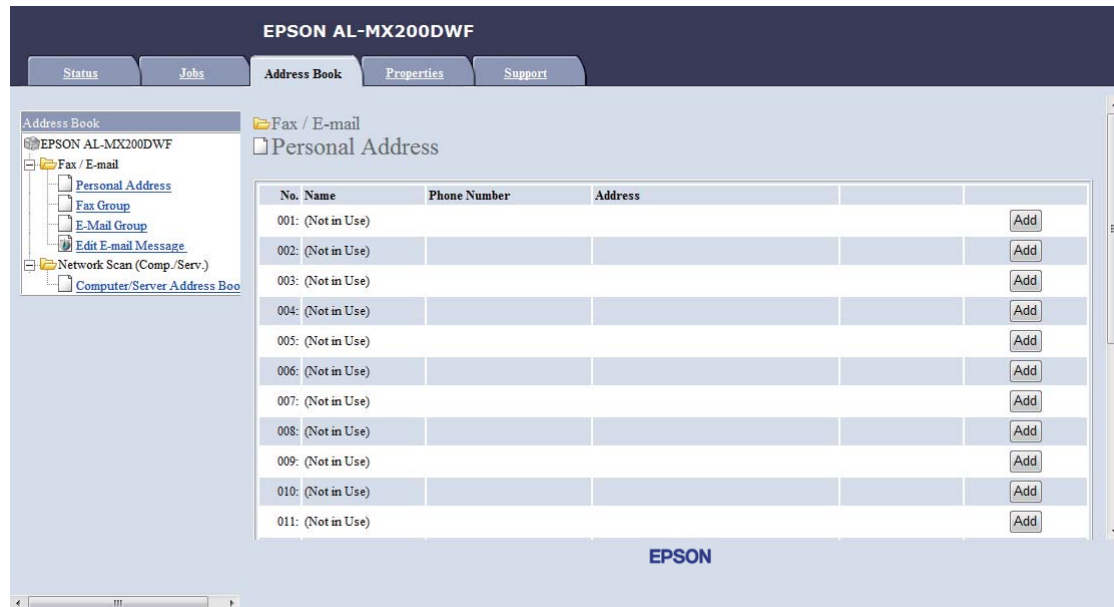 EPSON AL-MX200DWF
Status Jobs Address Book Properties Support
Address Book
EPSON AL-MX200DWF
Fax / E-mail
Personal Address
Fax Group
E-Mail Group
Edit E-mail Message
Network Scan (Comp./Serv.)
Computer/Server Address Boo
Fax / E-mail
Personal Address
No. Name Phone Number Address
001: (Not in Use) Add
002: (Not in Use) Add
003: (Not in Use) Add
004: (Not in Use) Add
005: (Not in Use) Add
006: (Not in Use) Add
007: (Not in Use) Add
008: (Not in Use) Add
009: (Not in Use) Add
010: (Not in Use) Add
011: (Not in Use) Add
EPSON